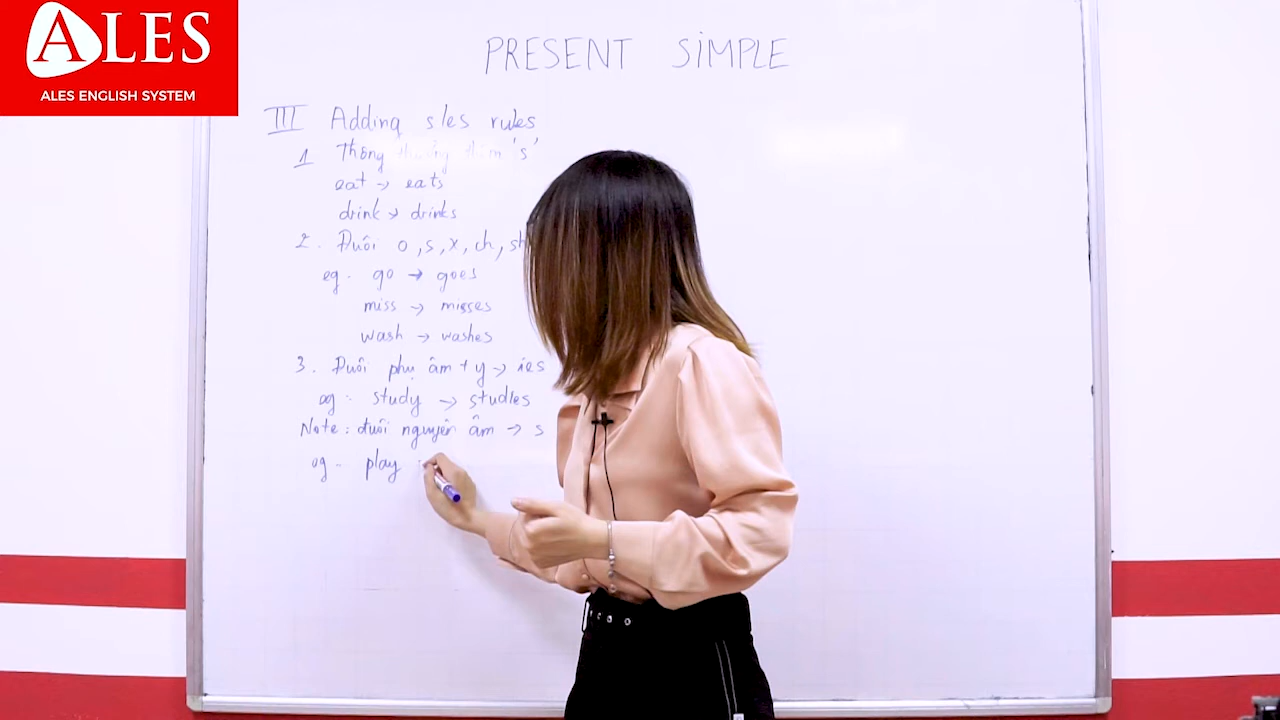 ALES
ALES ENGLISH SYSTEM
PRESENT SIMPLE
III Adding s/es rules
1 Thông thường thêm 's'
eat → eats
drink → drinks
2. Đuôi o, s, x, ch, sh
eg. go → goes
miss → misses
wash → washes
3. Đuôi phụ âm + y → ies
eg: study → studies
Note: đuôi nguyên âm → s
eg. play